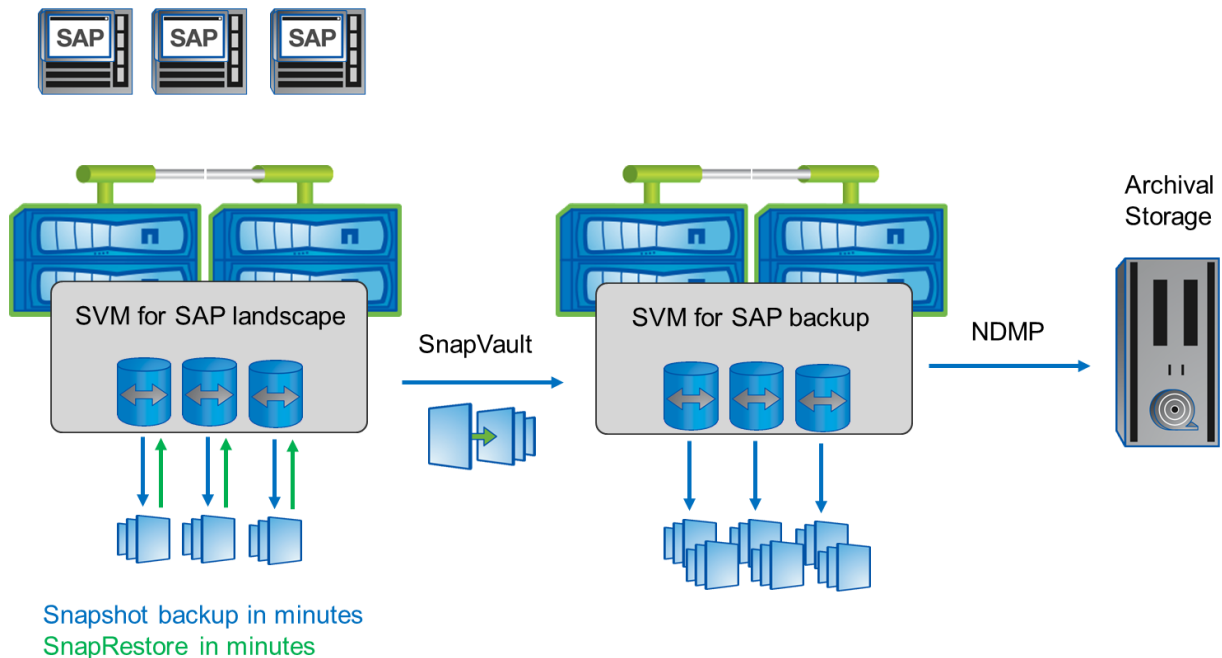 SAP
SAP
SAP
Archival
Storage
SVM for SAP landscape
SnapVault
SVM for SAP backup
NDMP
Snapshot backup in minutes
SnapRestore in minutes